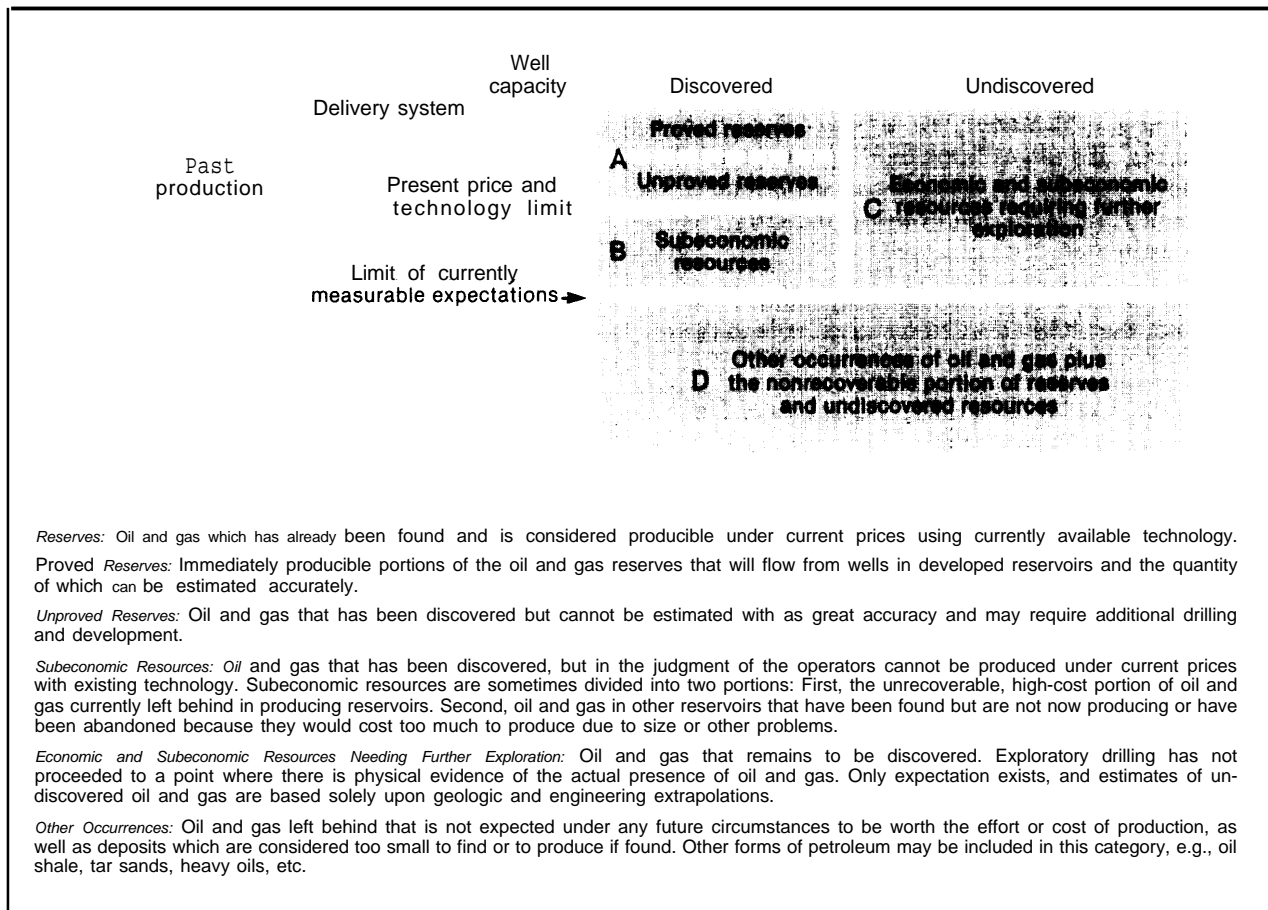 Well
capacity
Discovered
Undiscovered
Delivery system
Past
production
Present price and
technology limit
Limit of currently
measurable expectations
Proved reserves
A
Unproved reserves
B
Subeconomic
resources
Economic and subeconomic
C resources requiring further
exploration
Other occurrences of oil and gas plus
D the nonrecoverable portion of reserves
and undiscovered resources
Reserves: Oil and gas which has already been found and is considered producible under current prices using currently available technology.
Proved Reserves: Immediately producible portions of the oil and gas reserves that will flow from wells in developed reservoirs and the quantity
of which can be estimated accurately.
Unproved Reserves: Oil and gas that has been discovered but cannot be estimated with as great accuracy and may require additional drilling
and development.
Subeconomic Resources: Oil and gas that has been discovered, but in the judgment of the operators cannot be produced under current prices
with existing technology. Subeconomic resources are sometimes divided into two portions: First, the unrecoverable, high-cost portion of oil and
gas currently left behind in producing reservoirs. Second, oil and gas in other reservoirs that have been found but are not now producing or have
been abandoned because they would cost too much to produce due to size or other problems.
Economic and Subeconomic Resources Needing Further Exploration: Oil and gas that remains to be discovered. Exploratory drilling has not
proceeded to a point where there is physical evidence of the actual presence of oil and gas. Only expectation exists, and estimates of un-
discovered oil and gas are based solely upon geologic and engineering extrapolations.
Other Occurrences: Oil and gas left behind that is not expected under any future circumstances to be worth the effort or cost of production, as
well as deposits which are considered too small to find or to produce if found. Other forms of petroleum may be included in this category, e.g., oil
shale, tar sands, heavy oils, etc.